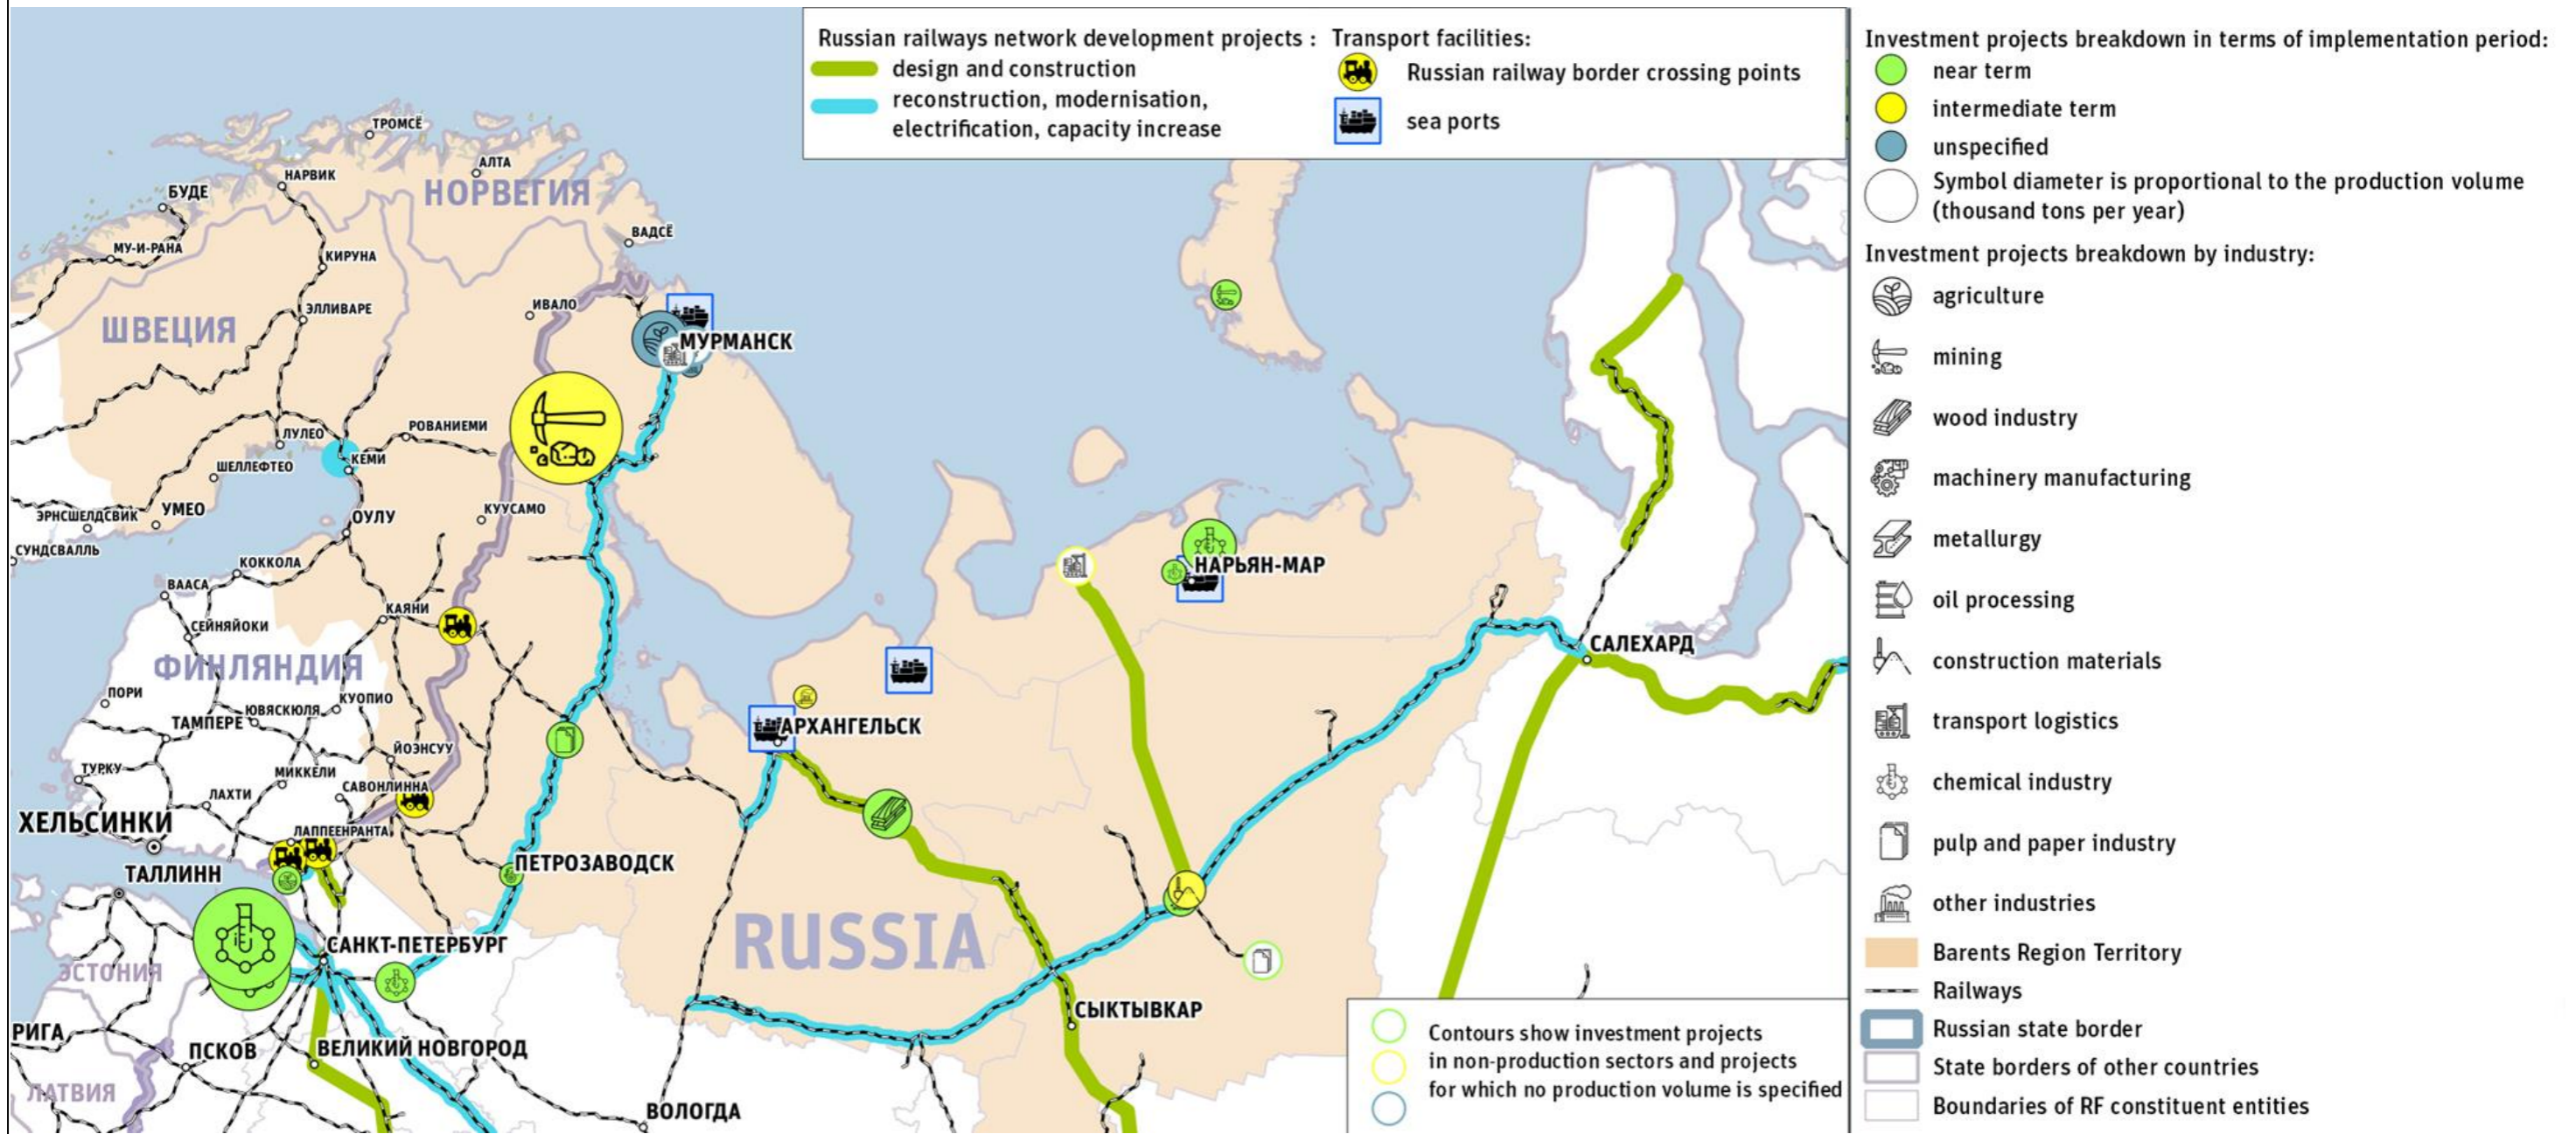 Russian railways network development projects :
design and construction
reconstruction, modernisation,
electrification, capacity increase
Transport facilities:
Russian railway border crossing points
sea ports
Investment projects breakdown in terms of implementation period:
near term
intermediate term
unspecified
Symbol diameter is proportional to the production volume
(thousand tons per year)
Investment projects breakdown by industry:
agriculture
mining
wood industry
machinery manufacturing
metallurgy
oil processing
construction materials
transport logistics
chemical industry
pulp and paper industry
other industries
Barents Region Territory
Railways
Russian state border
State borders of other countries
Boundaries of RF constituent entities
ТРОМСЁ
АЛТА
НАРВИК
БУДЕ
НОРВЕГИЯ
ВАДСЁ
МУ-И-РАНА
КИРУНА
ИВАЛО
ЭЛЛИВАРЕ
ШВЕЦИЯ
МУРМАНСК
РОВАНИЕМИ
ЛУЛЕО
КЕМИ
ШЕЛЛЕФТЕО
КУУСАМО
УМЕО
ЭРНСШЕЛДСВИК
ОУЛУ
СУНДСВАЛЛЬ
КОККОЛА
НАРЬЯН-МАР
ВААСА
КАЯНИ
СЕЙНЯЙОКИ
САЛЕХАРД
ФИНЛЯНДИЯ
ПОРИ
КУОПИО
ЮВЯСКЮЛЯ
ТАМПЕРЕ
АРХАНГЕЛЬСК
ЙОЭНСУУ
ТУРКУ
МИККЕЛИ
САВОНЛИННА
ЛАХТИ
ХЕЛЬСИНКИ
ЛАППЕЕНРАНТА
ПЕТРОЗАВОДСК
ТАЛЛИНН
RUSSIA
САНКТ-ПЕТЕРБУРГ
ЭСТОНИЯ
СЫКТЫВКАР
РИГА
ПСКОВ
ВЕЛИКИЙ НОВГОРОД
ЛАТВИЯ
ВОЛОГДА
Contours show investment projects
in non-production sectors and projects
for which no production volume is specified